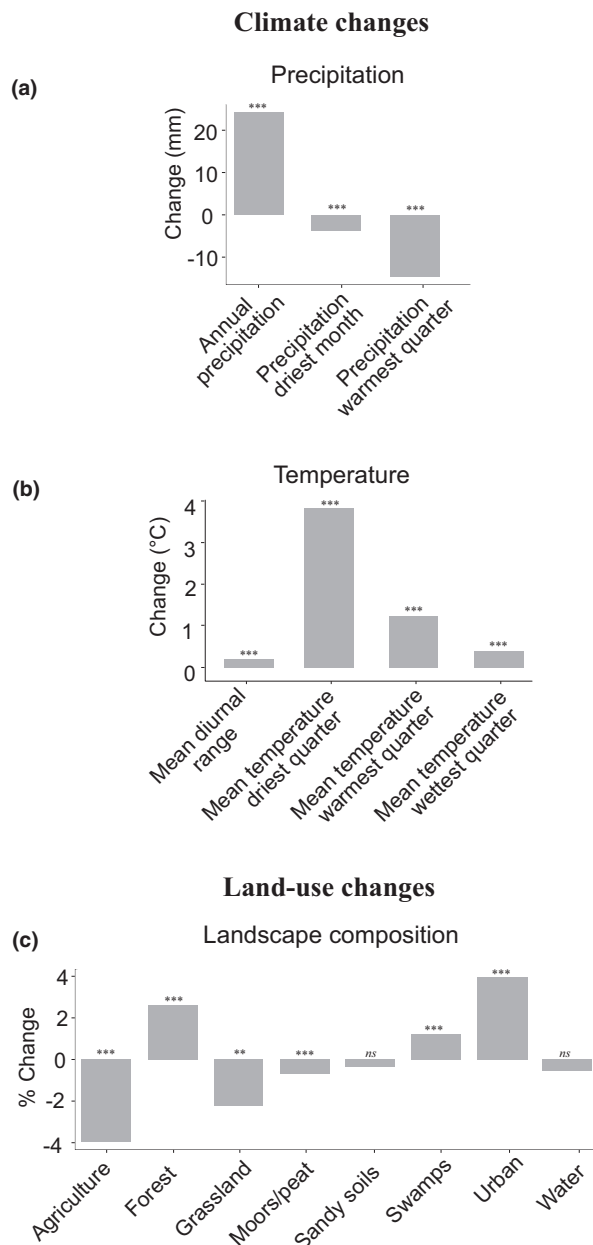 Climate changes
(a)
Precipitation
Change (mm)
20
10
0
-10
***
***
***
Annual
precipitation
Precipitation
driest month
Precipitation
warmest quarter
(b)
Temperature
Change (°C)
4
3
2
1
0
***
***
***
***
Mean diurnal
range
Mean temperature
driest quarter
Mean temperature
warmest quarter
Mean temperature
wettest quarter
Land-use changes
(c)
Landscape composition
% Change
4
2
0
-2
-4
***
***
**
***
ns
***
***
ns
Agriculture
Forest
Grassland
Moors/peat
Sandy soils
Swamps
Urban
Water